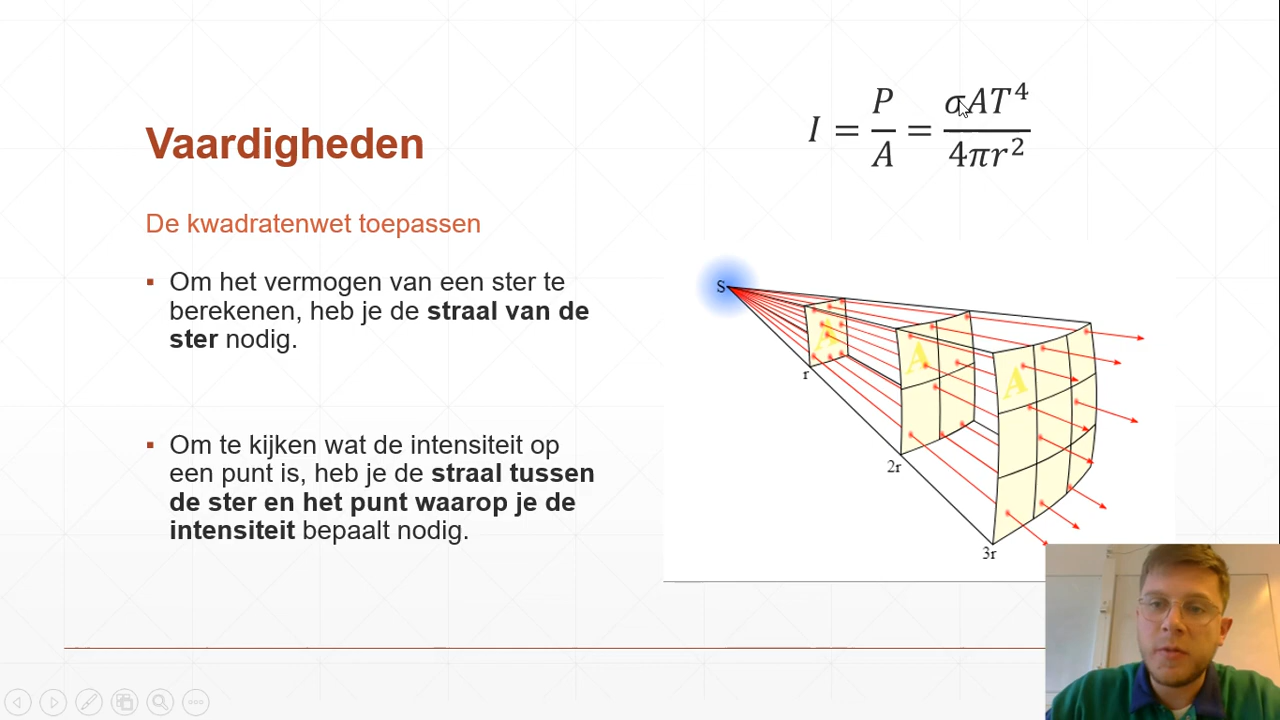 Vaardigheden
I = P/A = σAT⁴/4πr²
De kwadratenwet toepassen
▪ Om het vermogen van een ster te
berekenen, heb je de straal van de
ster nodig.
▪ Om te kijken wat de intensiteit op
een punt is, heb je de straal tussen
de ster en het punt waarop je de
intensiteit bepaalt nodig.
S
A
A
A
r
2r
3r